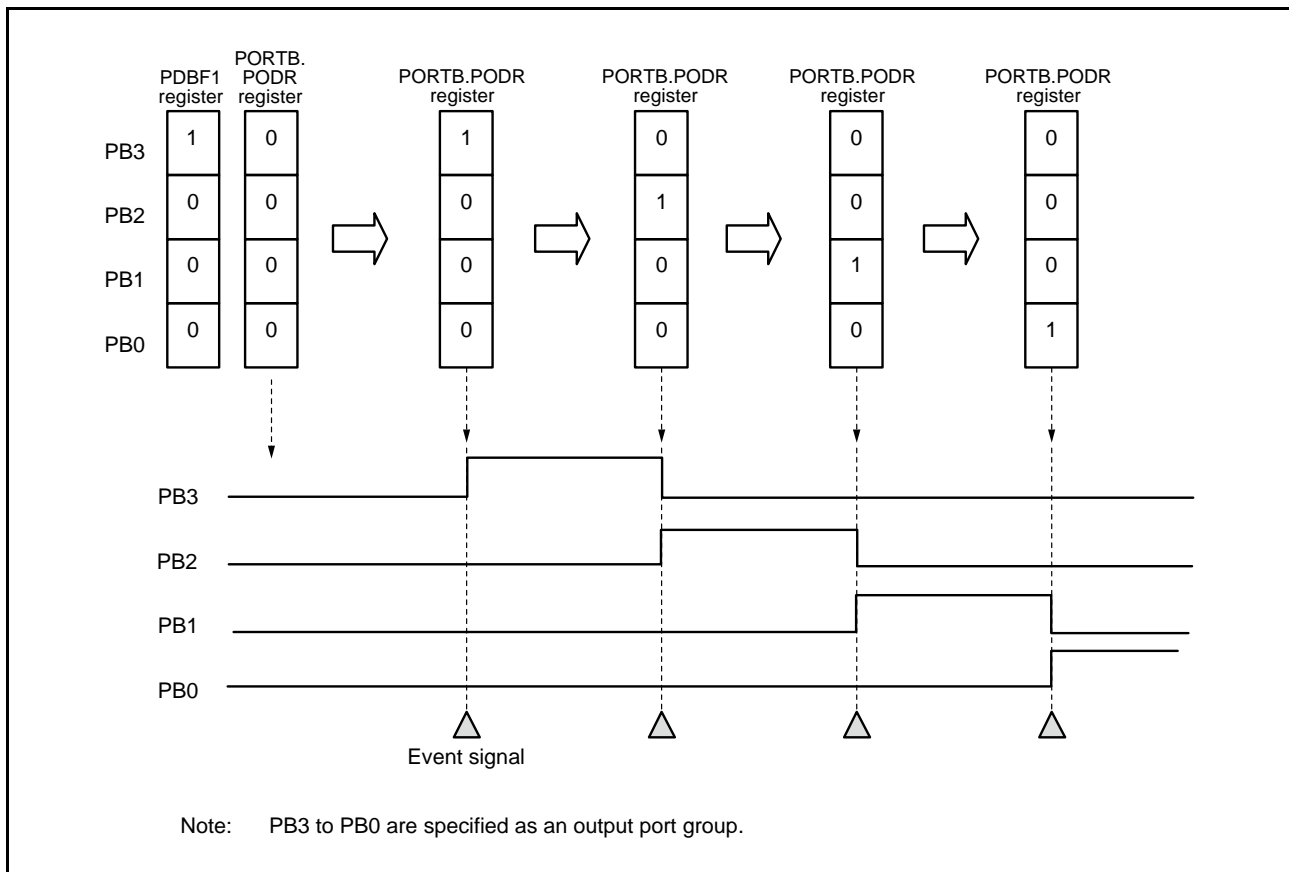 PDBF1
register
PORTB.
PODR
register
PORTB.PODR
register
PORTB.PODR
register
PORTB.PODR
register
PORTB.PODR
register
PB3 1 0 1 0 0 0
PB2 0 0 0 1 0 0
PB1 0 0 0 0 1 0
PB0 0 0 0 0 0 1
PB3
PB2
PB1
PB0
Event signal
Note: PB3 to PB0 are specified as an output port group.